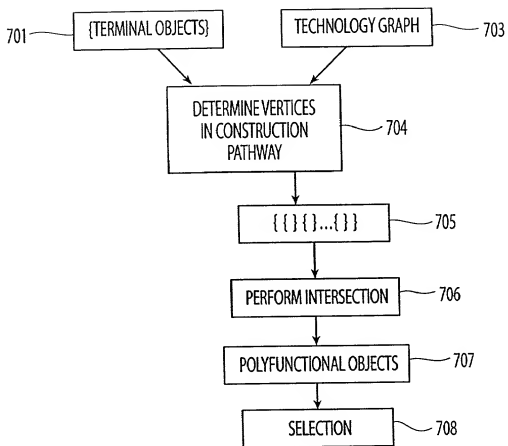 701
{TERMINAL OBJECTS}
TECHNOLOGY GRAPH
703
DETERMINE VERTICES
IN CONSTRUCTION
PATHWAY
704
{ { } { } ... { } }
705
PERFORM INTERSECTION
706
POLYFUNCTIONAL OBJECTS
707
SELECTION
708